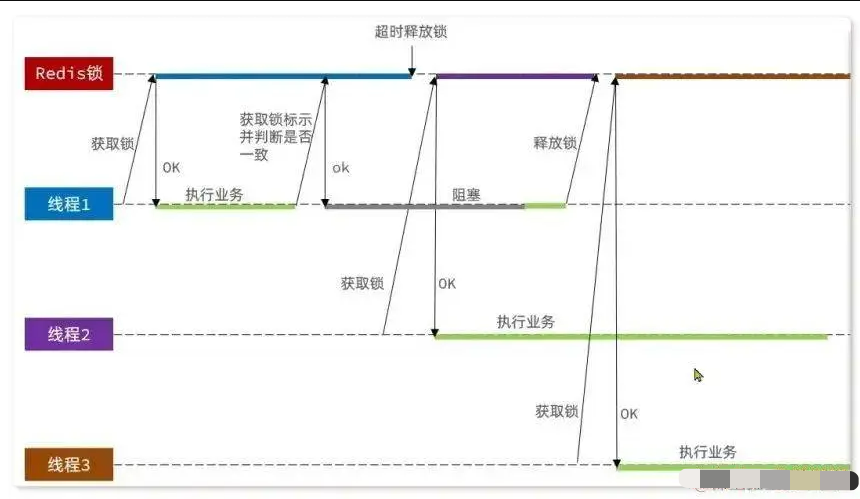 超时释放锁
Redis锁
获取锁
OK
获取锁标示
并判断是否
一致
ok
释放锁
执行业务
阻塞
线程1
获取锁
OK
执行业务
线程2
获取锁
OK
执行业务
线程3